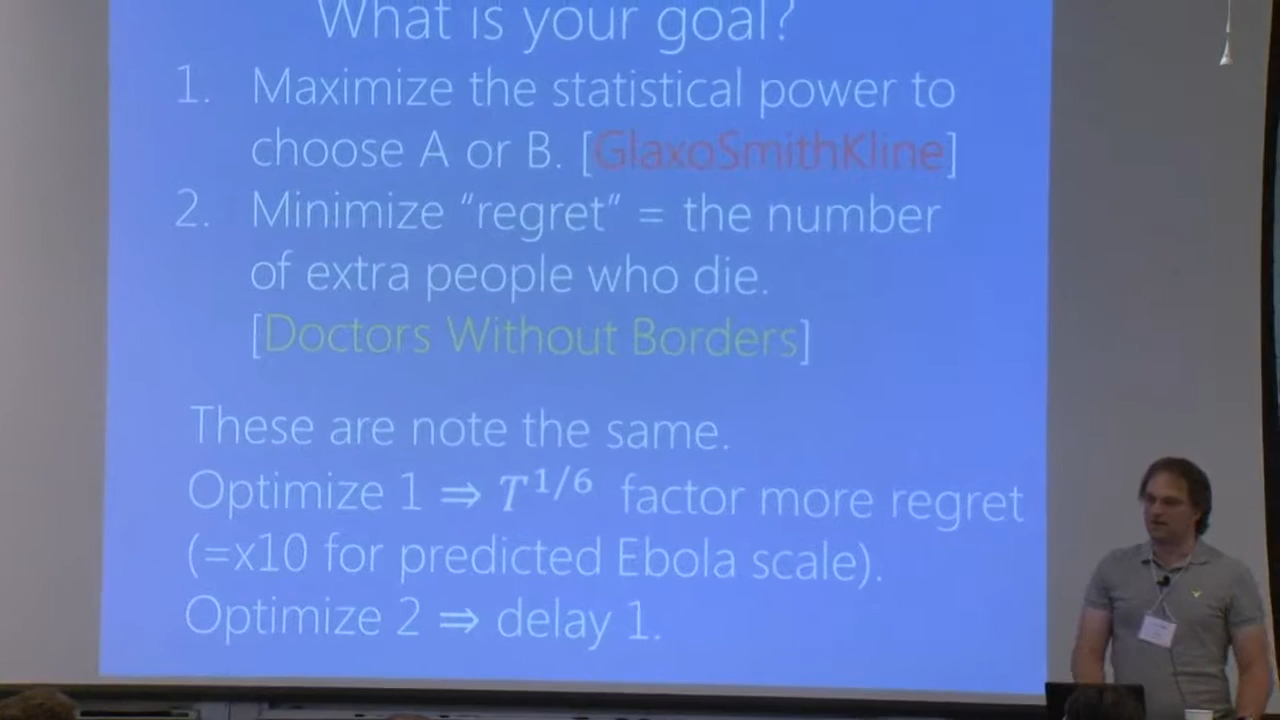 What is your goal?
1. Maximize the statistical power to
choose A or B. [GlaxoSmithKline]
2. Minimize “regret” = the number
of extra people who die.
[Doctors Without Borders]
These are note the same.
Optimize 1 ⇒ T^1/6 factor more regret
(=x10 for predicted Ebola scale).
Optimize 2 ⇒ delay 1.